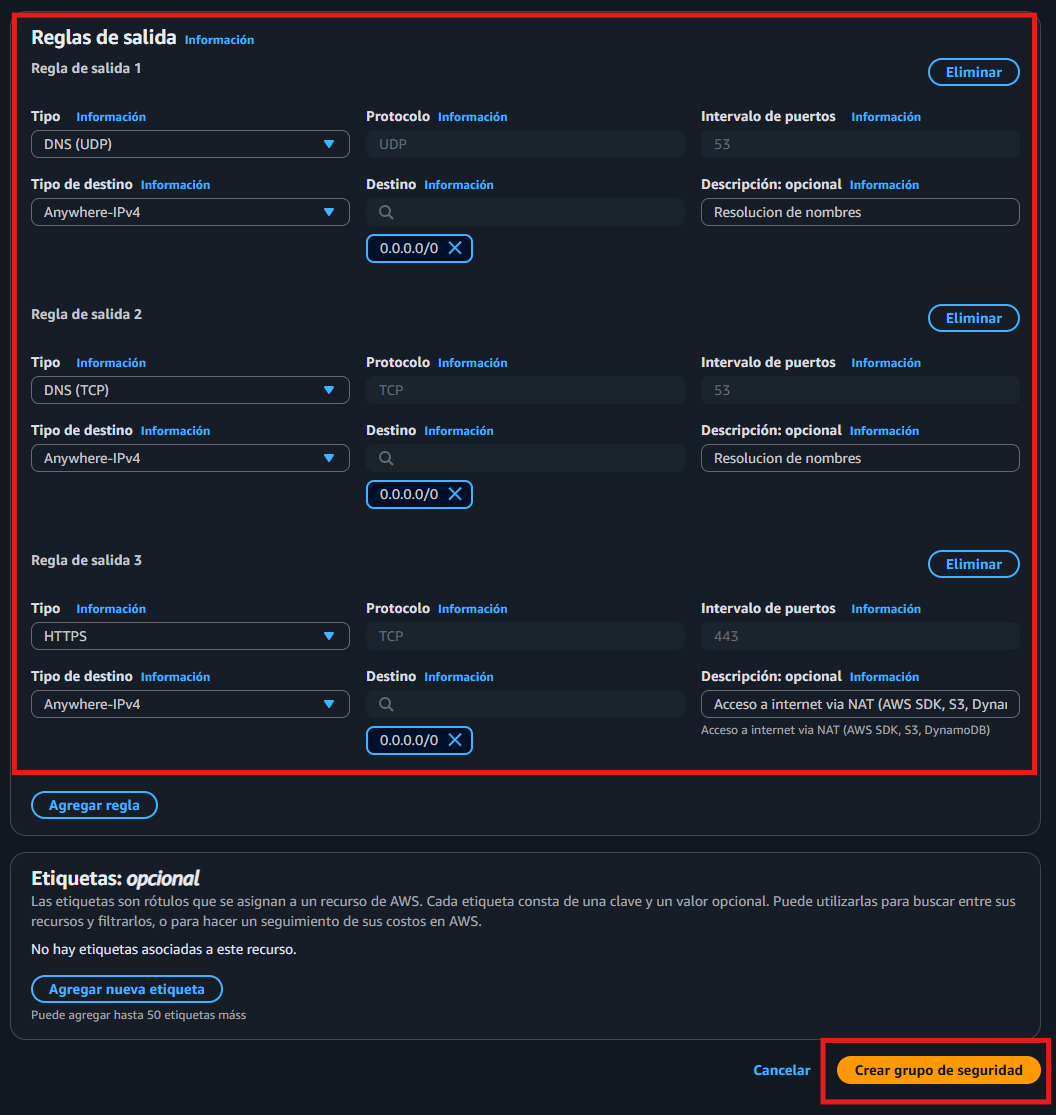 Reglas de salida Información
Regla de salida 1
Eliminar
Tipo Información Protocolo Información Intervalo de puertos Información
DNS (UDP) UDP 53
Tipo de destino Información Destino Información Descripción: opcional Información
Anywhere-IPv4 Resolucion de nombres
0.0.0.0/0
Regla de salida 2
Eliminar
Tipo Información Protocolo Información Intervalo de puertos Información
DNS (TCP) TCP 53
Tipo de destino Información Destino Información Descripción: opcional Información
Anywhere-IPv4 Resolucion de nombres
0.0.0.0/0
Regla de salida 3
Eliminar
Tipo Información Protocolo Información Intervalo de puertos Información
HTTPS TCP 443
Tipo de destino Información Destino Información Descripción: opcional Información
Anywhere-IPv4 Acceso a internet via NAT (AWS SDK, S3, Dynar
Acceso a internet via NAT (AWS SDK, S3, DynamoDB)
0.0.0.0/0
Agregar regla
Etiquetas: opcional
Las etiquetas son rótulos que se asignan a un recurso de AWS. Cada etiqueta consta de una clave y un valor opcional. Puede utilizarlas para buscar entre sus
recursos y filtrarlos, o para hacer un seguimiento de sus costos en AWS.
No hay etiquetas asociadas a este recurso.
Agregar nueva etiqueta
Puede agregar hasta 50 etiquetas máss
Cancelar Crear grupo de seguridad